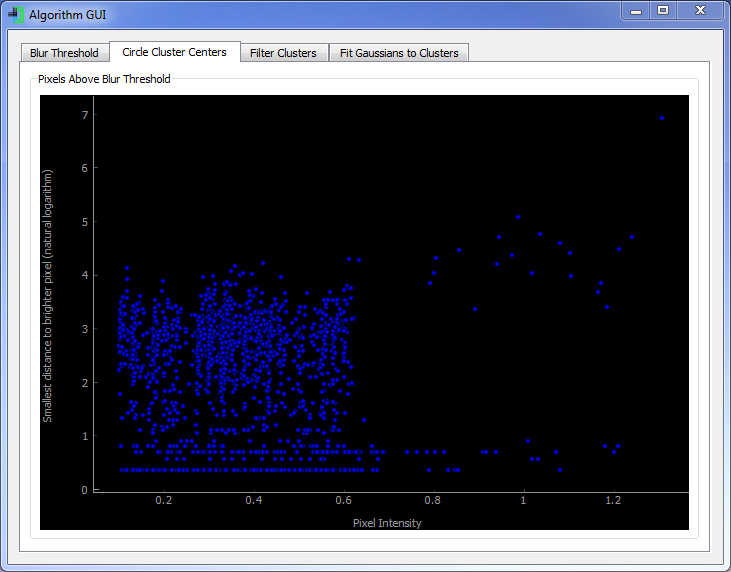 Algorithm GUI
Blur Threshold
Circle Cluster Centers
Filter Clusters
Fit Gaussians to Clusters
Pixels Above Blur Threshold
Smallest distance to brighter pixel (natural logarithm)
7
6
5
4
3
2
1
0
0.2
0.4
0.6
0.8
1
1.2
Pixel Intensity